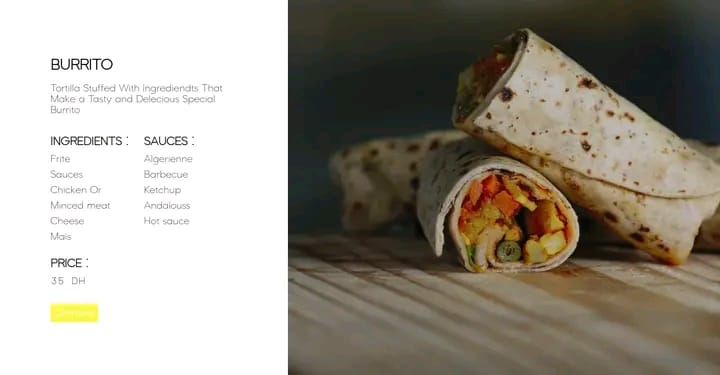 BURRITO
Tortilla Stuffed With Ingrediendts That
Make a Tasty and Delecious Special
Burrito
INGREDIENTS :
Frite
Sauces
Chicken Or
Minced meat
Cheese
Mais
SAUCES :
Algerienne
Barbecue
Ketchup
Andalouss
Hot sauce
PRICE :
35 DH